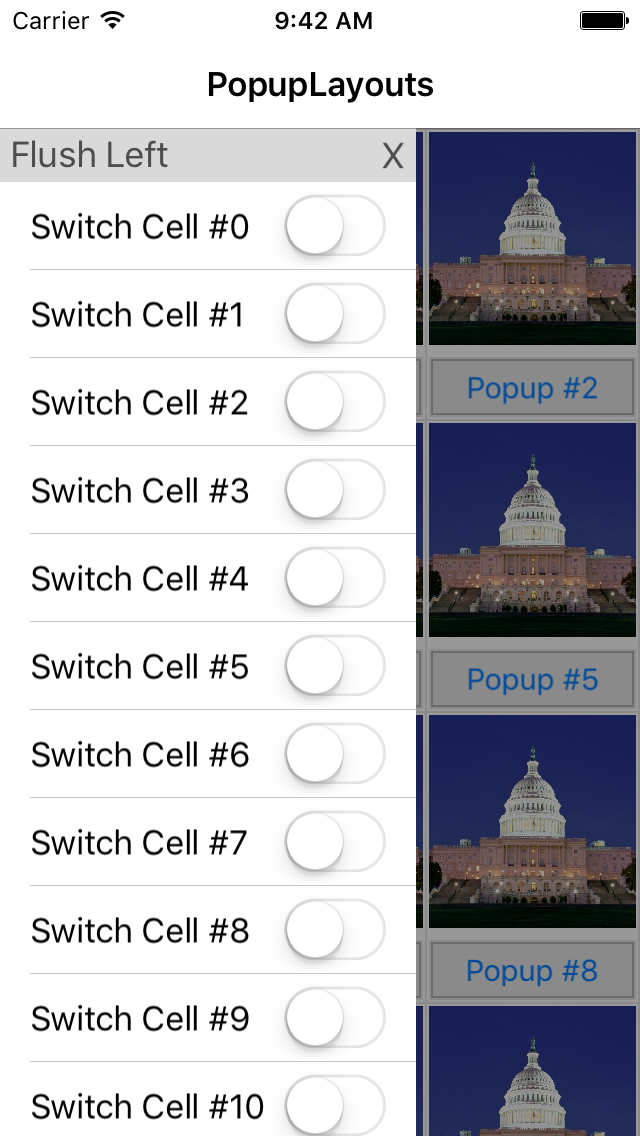 Carrier 9:42 AM
PopupLayouts
Flush Left X
Switch Cell #0
Switch Cell #1
Switch Cell #2
Popup #2
Switch Cell #3
Switch Cell #4
Switch Cell #5
Popup #5
Switch Cell #6
Switch Cell #7
Switch Cell #8
Popup #8
Switch Cell #9
Switch Cell #10